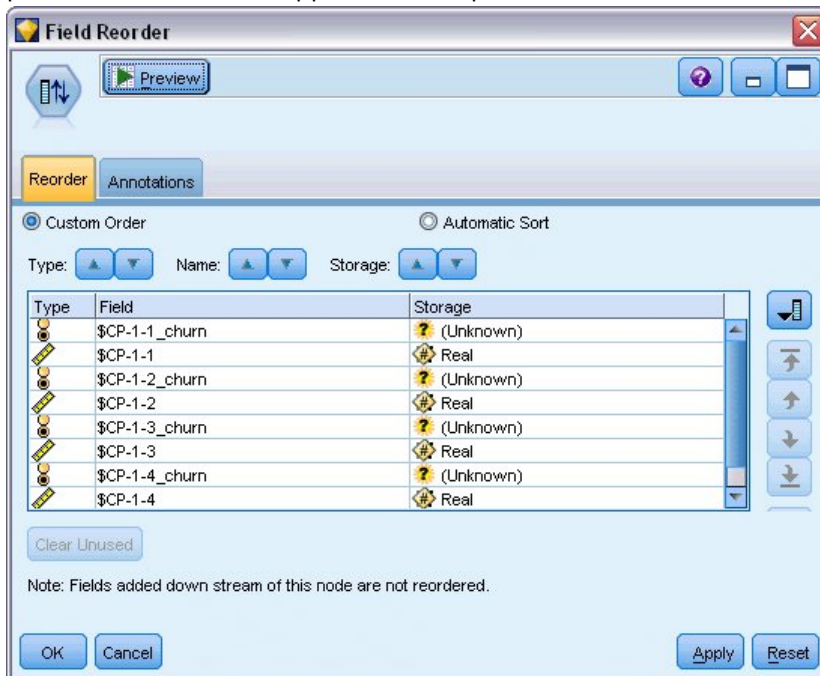 Field Reorder
Preview
Reorder Annotations
Custom Order Automatic Sort
Type: Name: Storage:
Type Field Storage
$CP-1-1_churn ? (Unknown)
$CP-1-1 # Real
$CP-1-2_churn ? (Unknown)
$CP-1-2 # Real
$CP-1-3_churn ? (Unknown)
$CP-1-3 # Real
$CP-1-4_churn ? (Unknown)
$CP-1-4 # Real
Clear Unused
Note: Fields added down stream of this node are not reordered.
OK Cancel Apply Reset